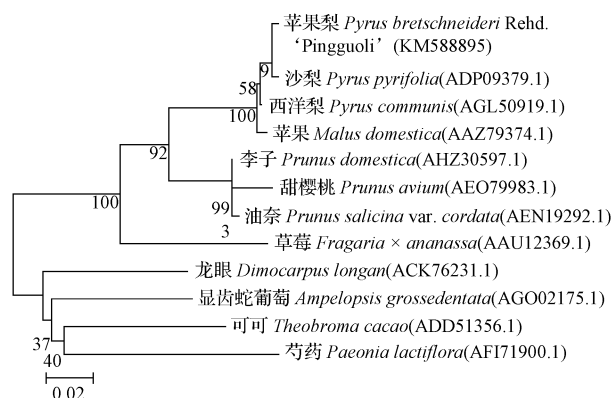 苹果梨 Pyrus bretschneideri Rehd.
‘Pingguoli’(KM588895)
9
沙梨 Pyrus pyrifolia(ADP09379.1)
58
西洋梨 Pyrus communis(AGL50919.1)
100
苹果 Malus domestica(AAZ79374.1)
92
李子 Prunus domestica(AHZ30597.1)
甜樱桃 Prunus avium(AEO79983.1)
100
99
油奈 Prunus salicina var. cordata(AEN19292.1)
3
草莓 Fragaria × ananassa(AAU12369.1)
龙眼 Dimocarpus longan(ACK76231.1)
显齿蛇葡萄 Ampelopsis grossedentata(AGO02175.1)
可可 Theobroma cacao(ADD51356.1)
37
芍药 Paeonia lactiflora(AFI71900.1)
40
0.02